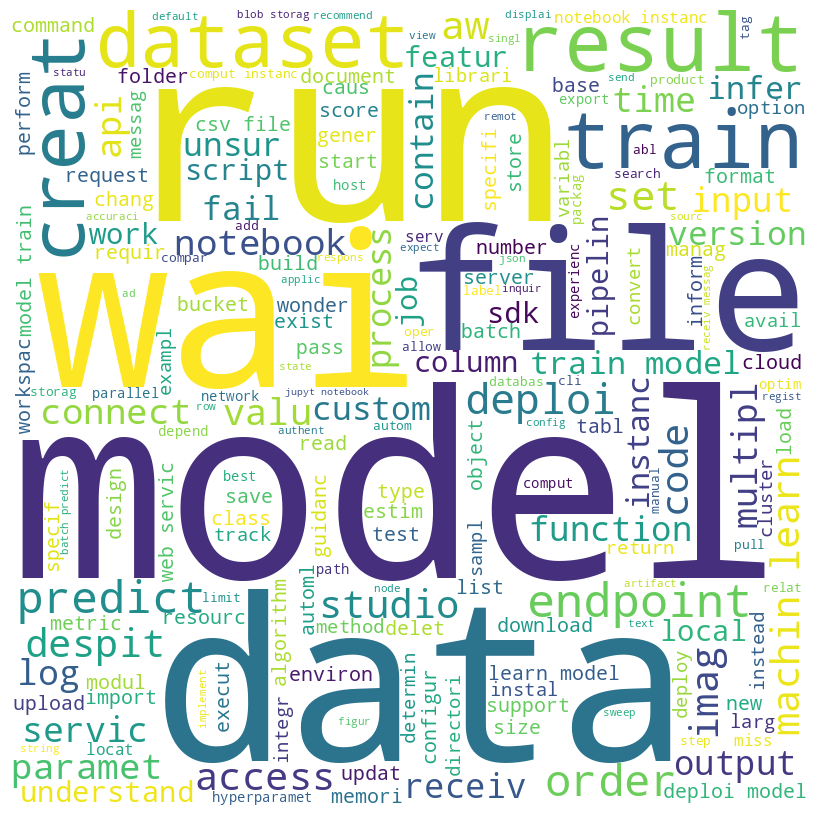 command
default
blob storag
recommend
displai
notebook instanc
view
singl
tag
dataset
run
result
creat
aw
featur
folder
comput instanc
document
librari
infer
statu
perform
api
messag
csv file
caus
score
gener
contain
base
time
option
export
product
send
train
request
unsur
script
start
specifi
store
variabl
packag
abl
search
format
chang
fail
host
set
input
accuraci
work
notebook
add
serv
number
version
requir
compar
respons
expect
json
sourc
manag
model train
wai
file
build
process
job
server
experienc
pipelin
convert
inform
receiv messag
applic
label
inquir
ad
bucket
wonder
sdk
exampl
exist
pass
oper
batch
avail
state
allow
workspac
column
train model
cloud
storag
parallel
network
jupyt notebook
databas
cli
optim
connect
valu
custom
deploi
tabl
instanc
regist
row
depend
authent
autom
config
read
object
code
multipl
load
model
best
type
comput
manual
cluster
machin learn
specif
batch predict
design
web servic
save
class
track
estim
guidanc
test
sampl
function
return
pull
path
predict
limit
node
list
artifact
relat
metric
resourc
automl
studio
endpoint
despit
algorithm
method
delet
download
text
local
log
modul
environ
learn model
instal
instead
upload
import
execut
implement
determin
configur
directori
support
imag
deploy
new
larg
servic
integr
data
size
sweep
step
miss
string
locat
figur
paramet
access
updat
output
understand
hyperparamet
memori
receiv
order
deploi model